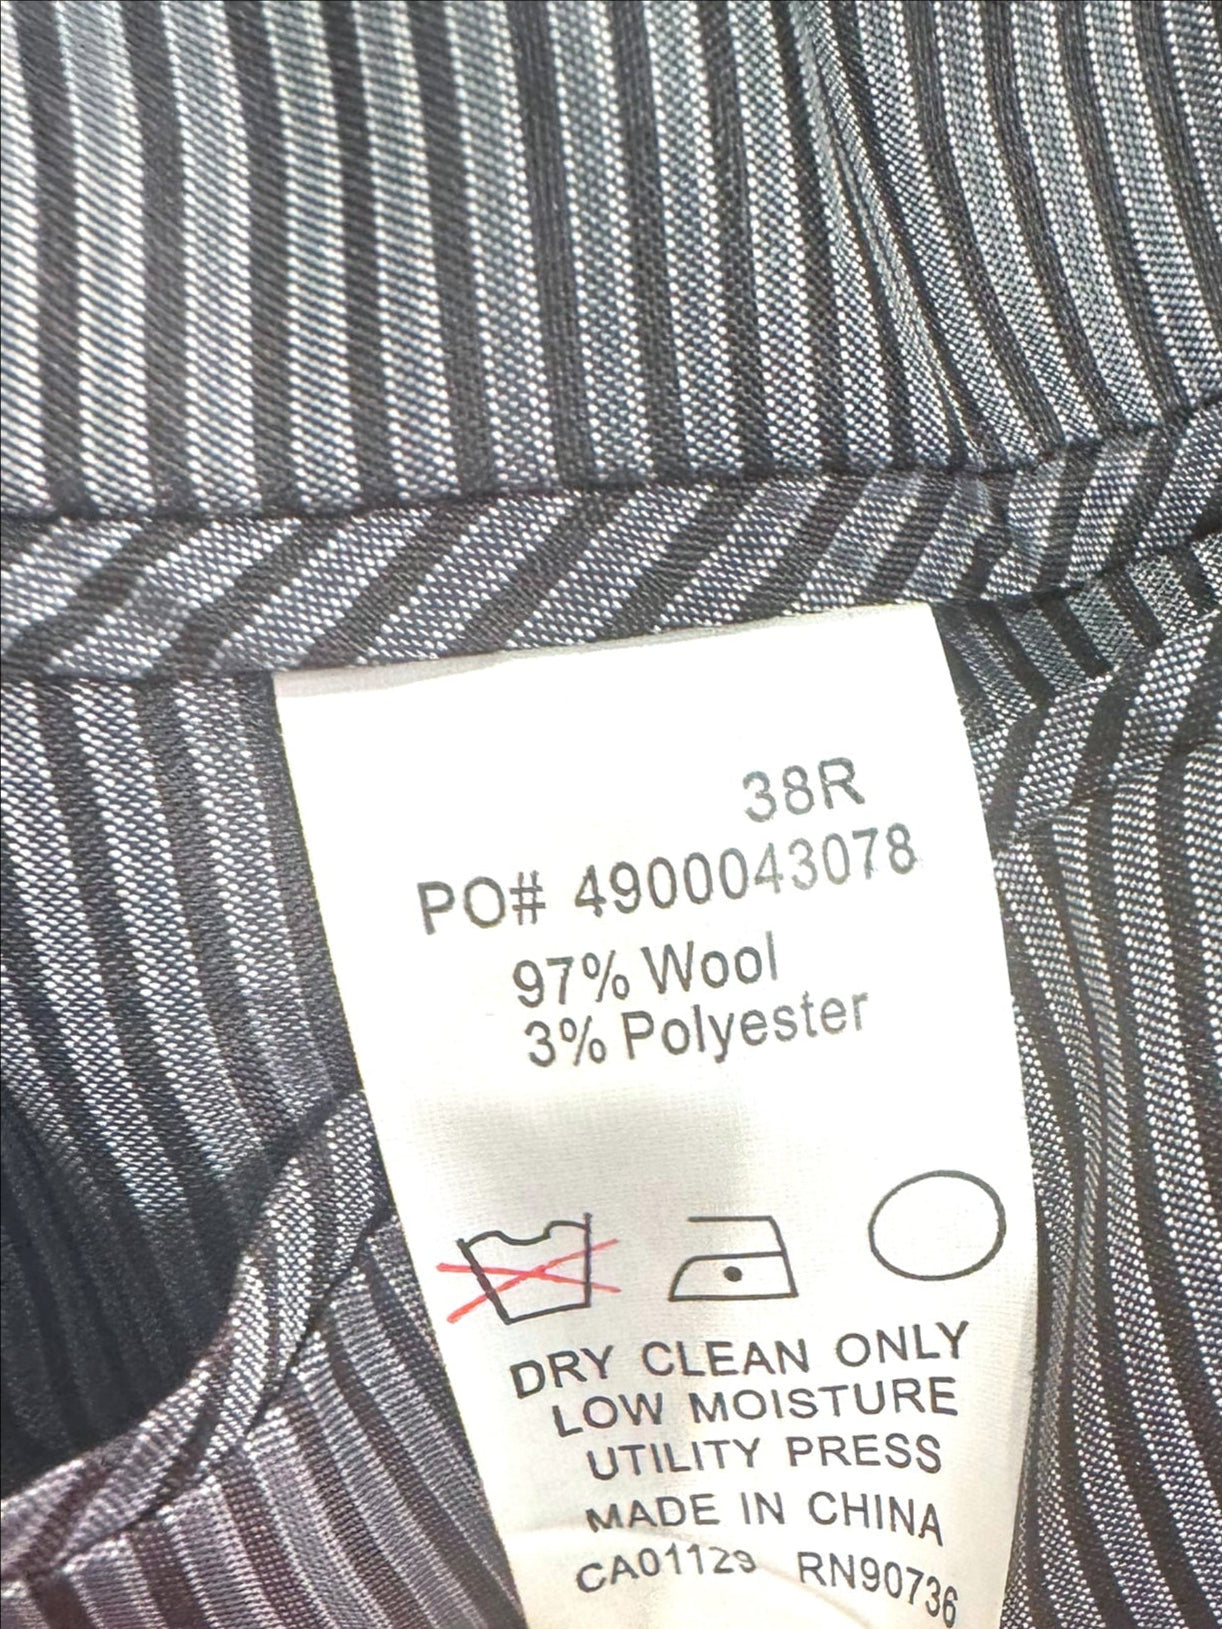 38R
PO# 4900043078
97% Wool
3% Polyester
DRY CLEAN ONLY
LOW MOISTURE
UTILITY PRESS
MADE IN CHINA
CA01129 RN90736